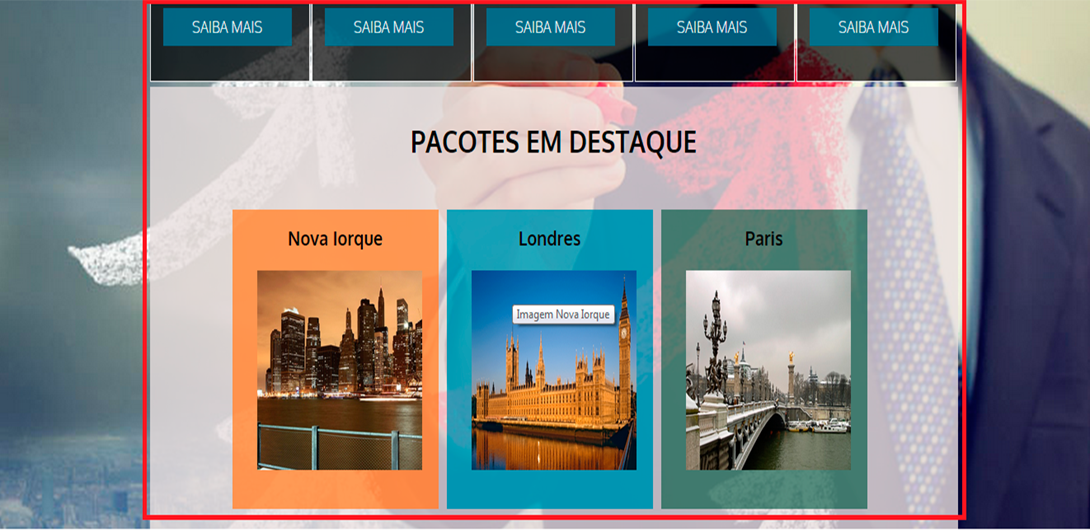 SAIBA MAIS SAIBA MAIS SAIBA MAIS SAIBA MAIS SAIBA MAIS
PACOTES EM DESTAQUE
Nova Iorque Londres Paris
Imagem Nova Iorque